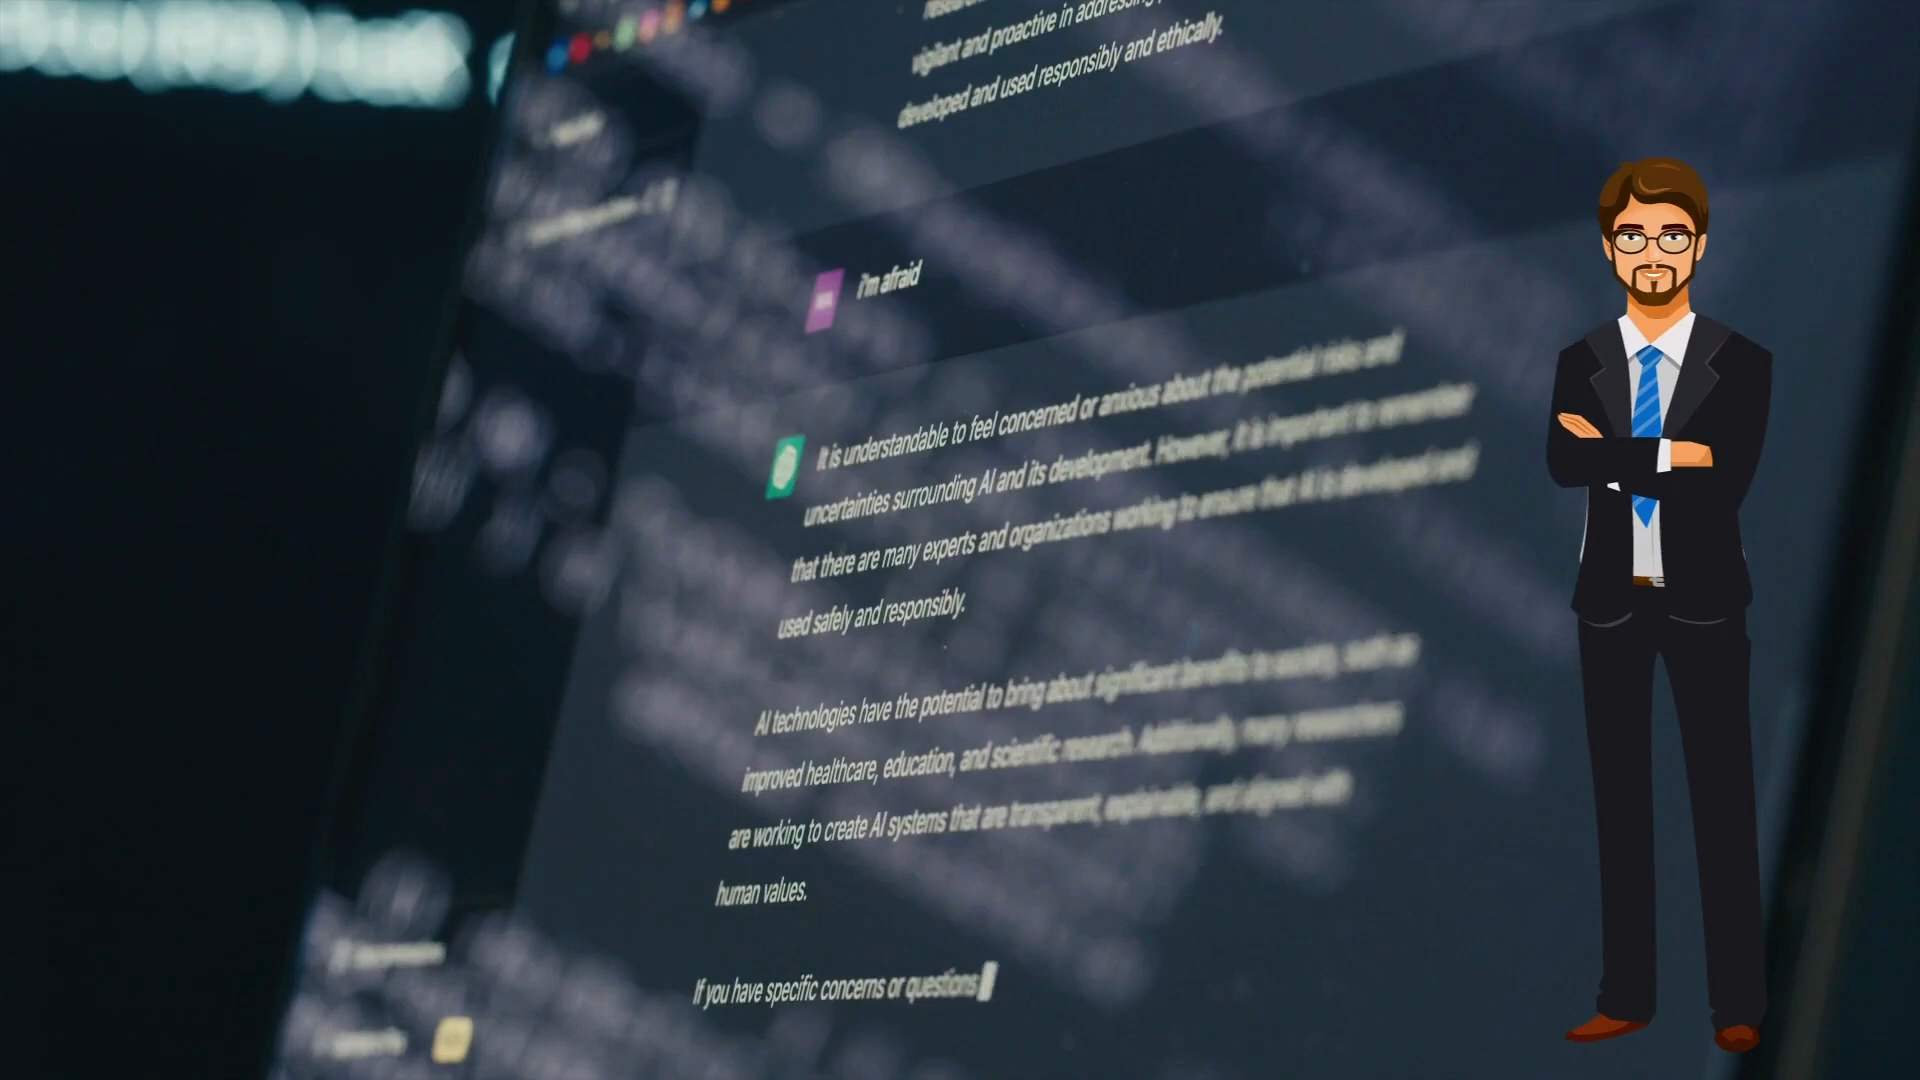 vigilant and proactive in addressing
developed and used responsibly and ethically.
i'm afraid
It is understandable to feel concerned or anxious about the potential risks and
uncertainties surrounding AI and its development. However, it is important to remember
that there are many experts and organizations working to ensure that AI is developed and
used safely and responsibly.
AI technologies have the potential to bring about significant benefits to society, such as
improved healthcare, education, and scientific research. Additionally, many researchers
are working to create AI systems that are transparent, explainable, and aligned with
human values.
If you have specific concerns or questions